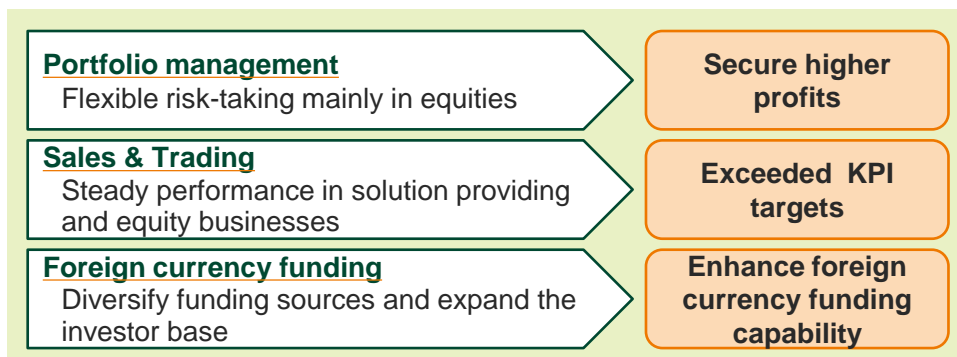 Portfolio management
Flexible risk-taking mainly in equities
Secure higher
profits
Sales & Trading
Steady performance in solution providing
and equity businesses
Exceeded KPI
targets
Foreign currency funding
Diversify funding sources and expand the
investor base
Enhance foreign
currency funding
capability